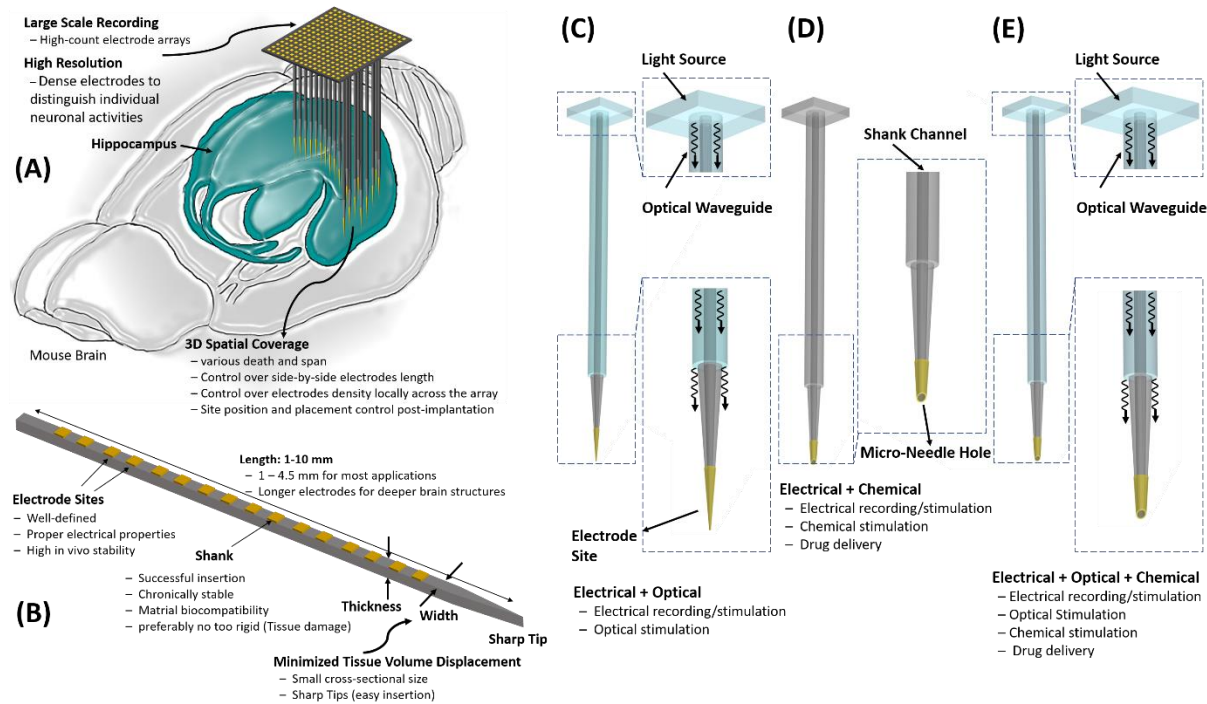 Large Scale Recording
– High-count electrode arrays
High Resolution
– Dense electrodes to
distinguish individual
neuronal activities
Hippocampus
(A)
Mouse Brain
3D Spatial Coverage
– various death and span
– Control over side-by-side electrodes length
– Control over electrodes density locally across the array
– Site position and placement control post-implantation
Length: 1-10 mm
– 1 – 4.5 mm for most applications
– Longer electrodes for deeper brain structures
Electrode Sites
– Well-defined
– Proper electrical properties
– High in vivo stability
Shank
– Successful insertion
– Chronically stable
– Matrial biocompatibility
– preferably no too rigid (Tissue damage)
(B)
Thickness
Width
Sharp Tip
Minimized Tissue Volume Displacement
– Small cross-sectional size
– Sharp Tips (easy insertion)
(C)
Light Source
Optical Waveguide
Electrode
Site
Electrical + Optical
– Electrical recording/stimulation
– Optical stimulation
(D)
Shank Channel
Micro-Needle Hole
Electrical + Chemical
– Electrical recording/stimulation
– Chemical stimulation
– Drug delivery
(E)
Light Source
Optical Waveguide
Electrical + Optical + Chemical
– Electrical recording/stimulation
– Optical Stimulation
– Chemical stimulation
– Drug delivery